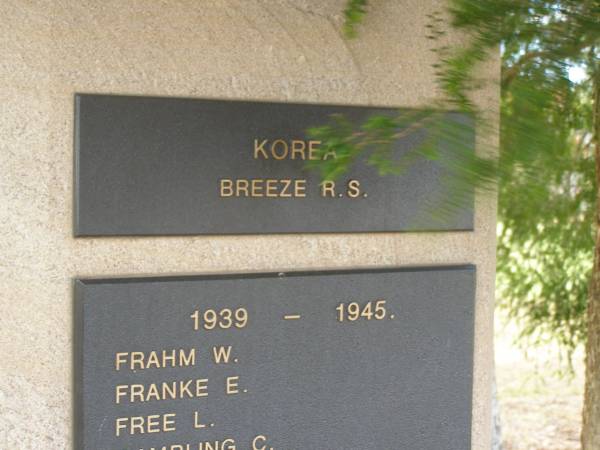 KOREA
BREEZE R.S.
1939 – 1945.
FRAHM W.
FRANKE E.
FREE L.
C.